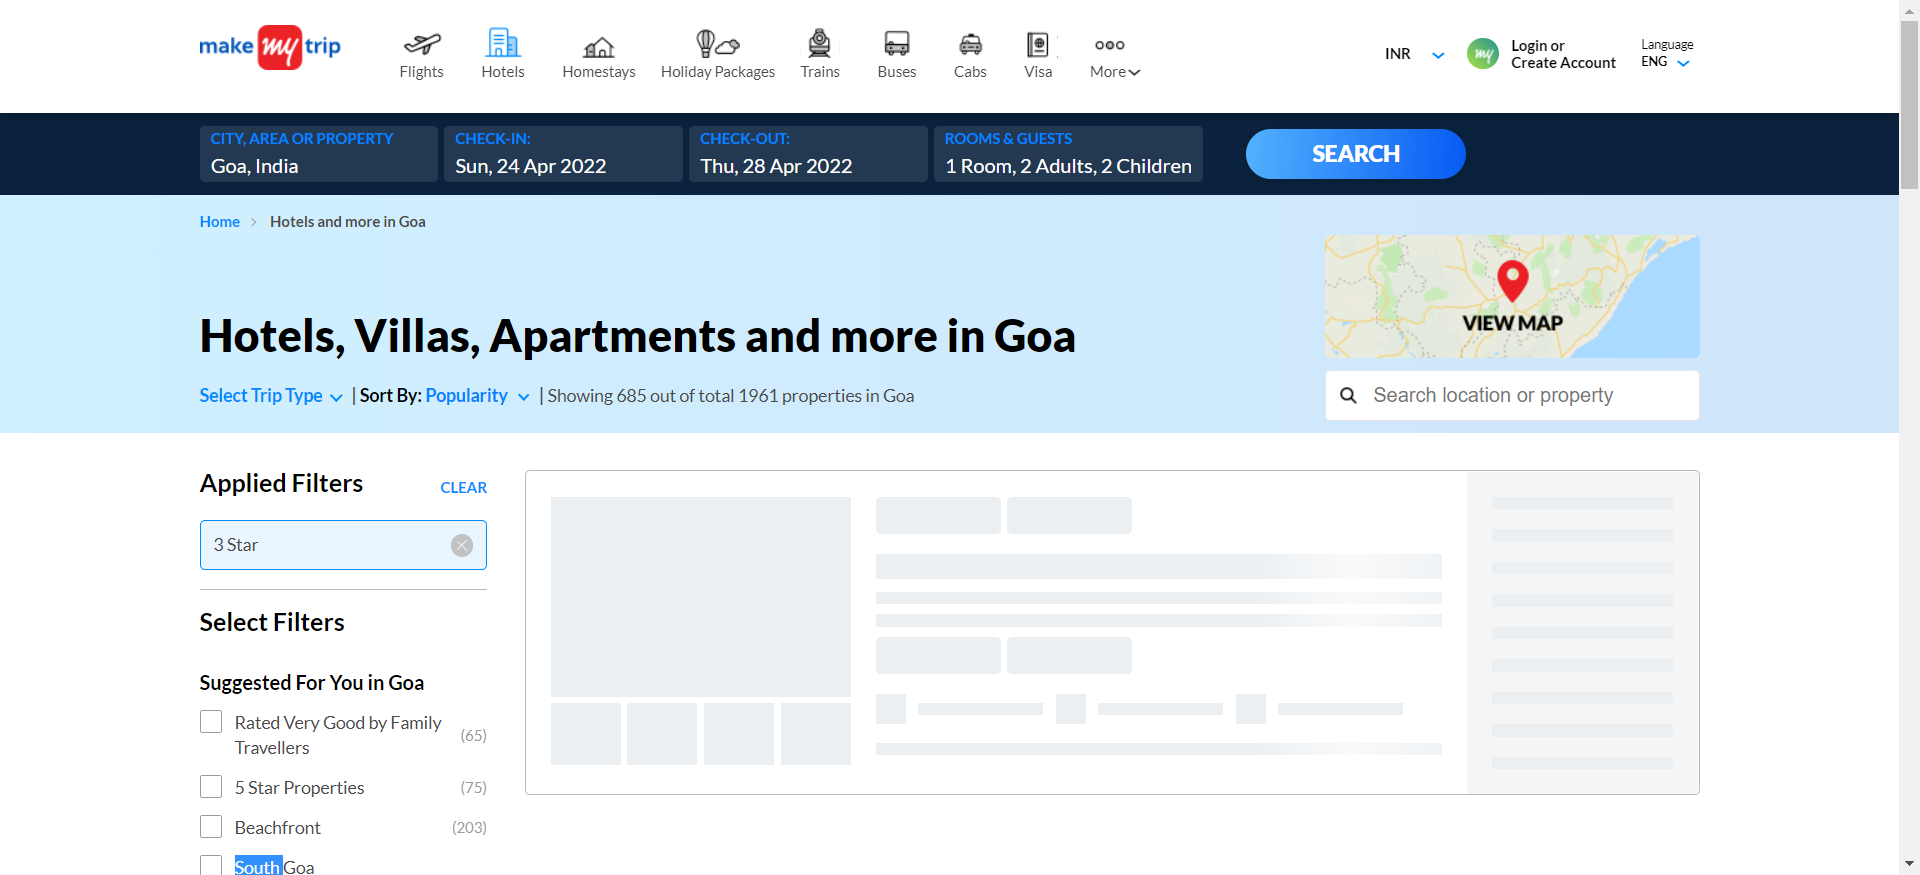 make my trip
Flights
Hotels
Homestays
Holiday Packages
Trains
Buses
Cabs
Visa
More
INR
my
Login or
Create Account
Language
ENG
CITY, AREA OR PROPERTY
Goa, India
CHECK-IN:
Sun, 24 Apr 2022
CHECK-OUT:
Thu, 28 Apr 2022
ROOMS & GUESTS
1 Room, 2 Adults, 2 Children
SEARCH
Home > Hotels and more in Goa
VIEW MAP
Hotels, Villas, Apartments and more in Goa
Select Trip Type | Sort By: Popularity | Showing 685 out of total 1961 properties in Goa
Search location or property
Applied Filters CLEAR
3 Star
Select Filters
Suggested For You in Goa
Rated Very Good by Family
Travellers (65)
5 Star Properties (75)
Beachfront (203)
South Goa